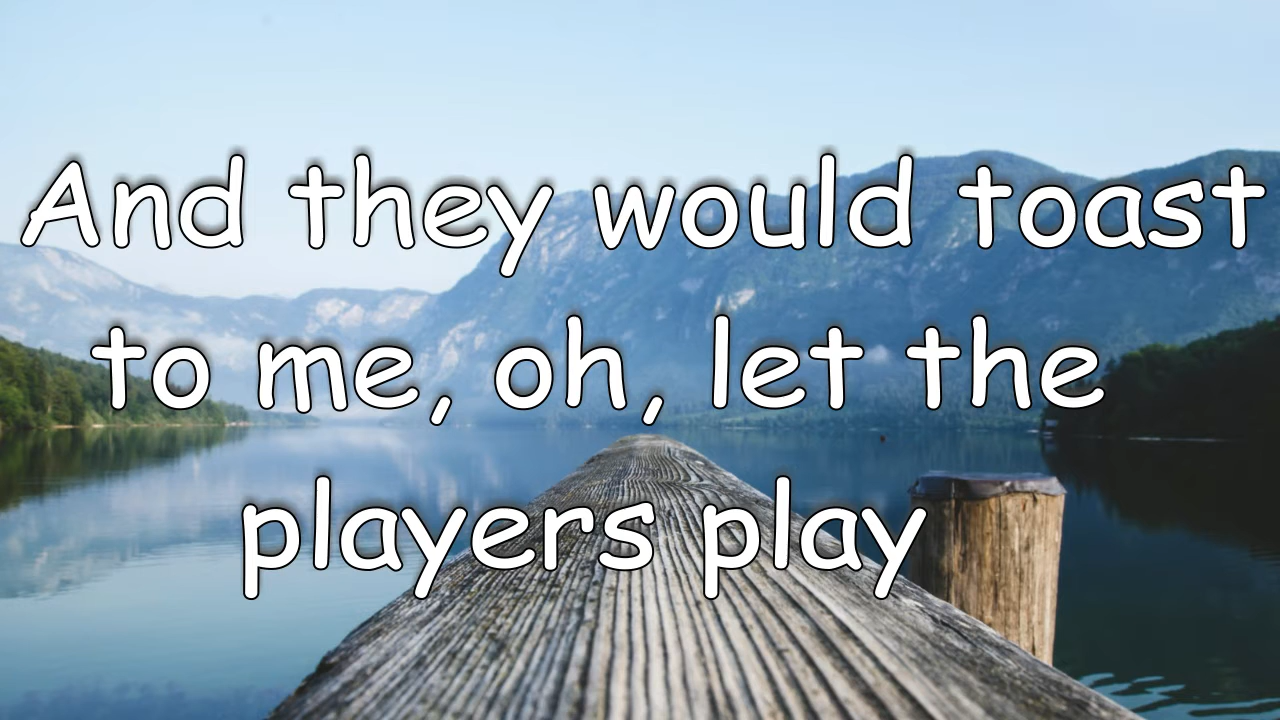 And they would toast
to me, oh, let the
players play